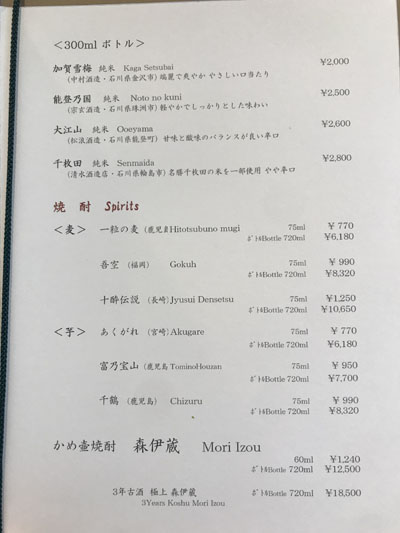 ＜300ml ボトル＞
加賀雪梅 純米 Kaga Setsubai ¥2,000
(中村酒造・石川県金沢市) 端麗で爽か やさしい口当たり
能登乃国 純米 Noto no kuni ¥2,500
(宗玄酒造・石川県珠洲市) 軽やかでしっかりとした味わい
大江山 純米 Ooeyama ¥2,600
(松波酒造・石川県能登町) 甘味と酸味のバランスが良い辛口
千枚田 純米 Senmaida ¥2,800
(清水酒造店・石川県輪島市) 名勝千枚田の米を一部使用 やや辛口
焼 酎 Spirits
＜麦＞ 一粒の麦 (鹿児島) Hitotsubuno mugi 75ml ¥ 770
ﾎﾞﾄﾙBottle 720ml ¥6,180
吾空 (福岡) Gokuh 75ml ¥ 990
ﾎﾞﾄﾙBottle 720ml ¥8,320
十酔伝説 (長崎) Jyusui Densetsu 75ml ¥1,250
ﾎﾞﾄﾙBottle 720ml ¥10,650
＜芋＞ あくがれ (宮崎) Akugare 75ml ¥ 770
ﾎﾞﾄﾙBottle 720ml ¥6,180
富乃宝山 (鹿児島 TominoHouzan 75ml ¥ 950
ﾎﾞﾄﾙBottle 720ml ¥7,700
千鶴 (鹿児島) Chizuru 75ml ¥ 990
ﾎﾞﾄﾙBottle 720ml ¥8,320
かめ壺焼酎 森伊蔵 Mori Izou
60ml ¥1,240
ﾎﾞﾄﾙBottle 720ml ¥12,500
3年古酒 極上 森伊蔵 ﾎﾞﾄﾙBottle 720ml ¥18,500
3Years Koshu Mori Izou